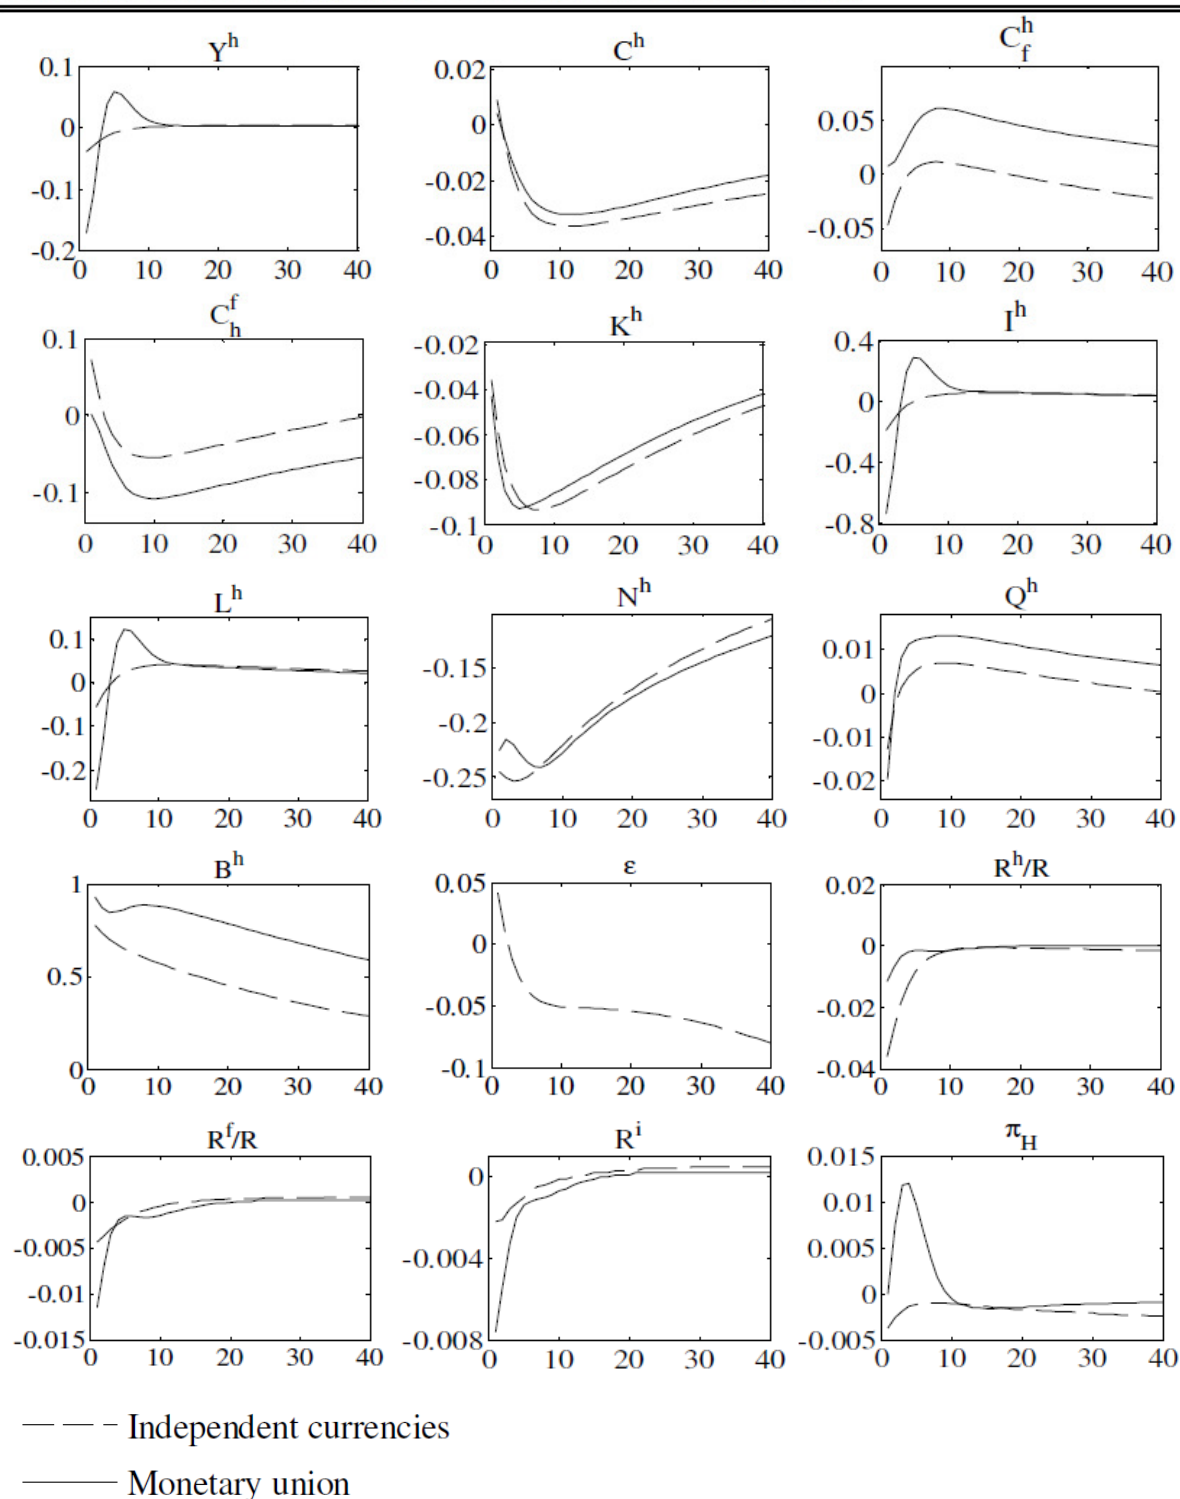 Y^h
0.1
0
-0.1
-0.2
0 10 20 30 40
C^h
0.02
0
-0.02
-0.04
0 10 20 30 40
C_f^h
0.05
0
-0.05
0 10 20 30 40
C_h^f
0.1
0
-0.1
0 10 20 30 40
K^h
-0.02
-0.04
-0.06
-0.08
-0.1
0 10 20 30 40
I^h
0.4
0
-0.4
-0.8
0 10 20 30 40
L^h
0.1
0
-0.1
-0.2
0 10 20 30 40
N^h
-0.15
-0.2
-0.25
0 10 20 30 40
Q^h
0.01
0
-0.01
-0.02
0 10 20 30 40
B^h
1
0.5
0
0 10 20 30 40
ε
0.05
0
-0.05
-0.1
0 10 20 30 40
R^h/R
0.02
0
-0.02
-0.04
0 10 20 30 40
R^f/R
0.005
0
-0.005
-0.01
-0.015
0 10 20 30 40
R^i
0
-0.004
-0.008
0 10 20 30 40
π_H
0.015
0.01
0.005
0
-0.005
0 10 20 30 40
Independent currencies
Monetary union